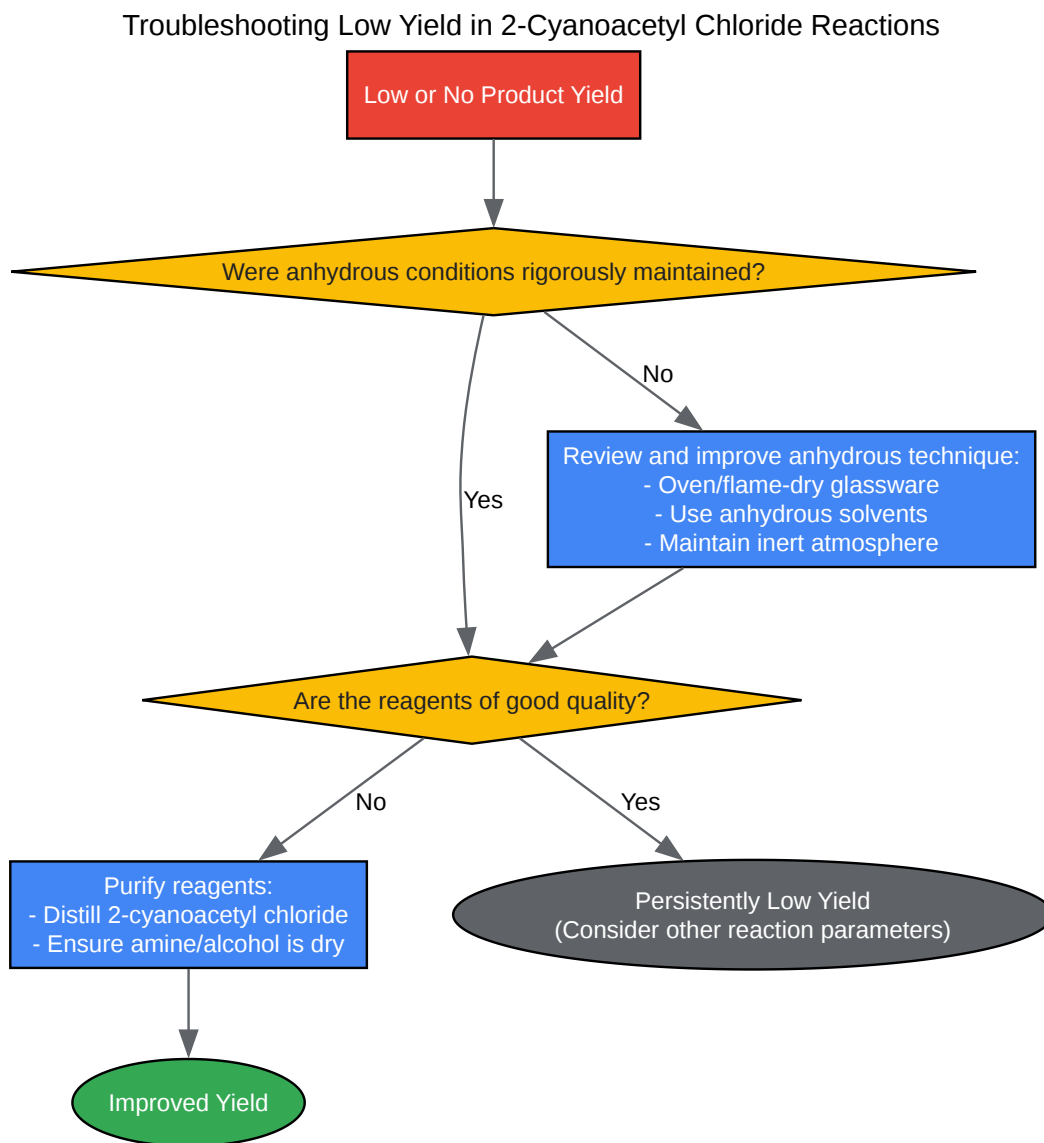 Troubleshooting Low Yield in 2-Cyanoacetyl Chloride Reactions
Low or No Product Yield
Were anhydrous conditions rigorously maintained?
No
Yes
Review and improve anhydrous technique:
- Oven/flame-dry glassware
- Use anhydrous solvents
- Maintain inert atmosphere
Are the reagents of good quality?
No
Yes
Purify reagents:
- Distill 2-cyanoacetyl chloride
- Ensure amine/alcohol is dry
Persistently Low Yield
(Consider other reaction parameters)
Improved Yield